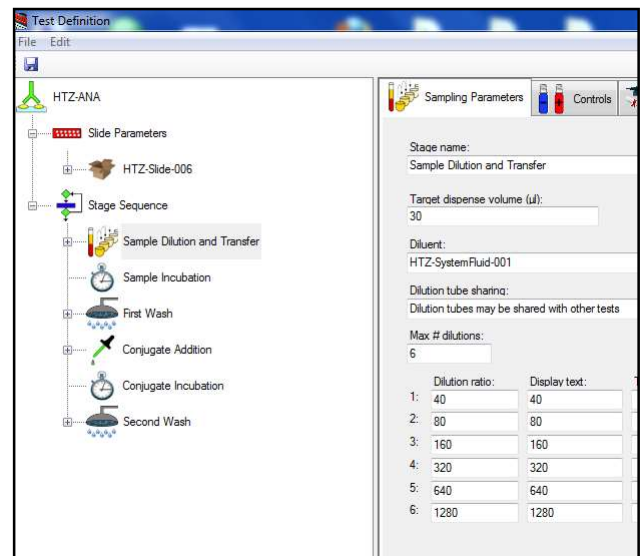 Test Definition
File Edit
HTZ-ANA
Slide Parameters
HTZ-Slide-006
Stage Sequence
Sample Dilution and Transfer
Sample Incubation
First Wash
Conjugate Addition
Conjugate Incubation
Second Wash
Sampling Parameters Controls
Stage name:
Sample Dilution and Transfer
Target dispense volume (µl):
30
Diluent:
HTZ-SystemFluid-001
Dilution tube sharing:
Dilution tubes may be shared with other tests
Max # dilutions:
6
Dilution ratio: Display text:
1: 40 40
2: 80 80
3: 160 160
4: 320 320
5: 640 640
6: 1280 1280